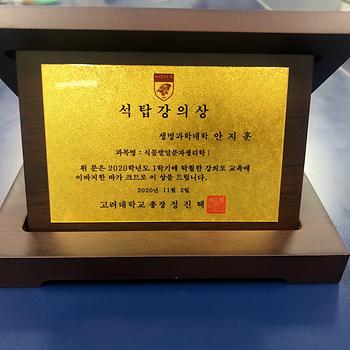 석탑강의상
생명과학대학 안지훈
과목명 : 식물발달분자생리학 I
위 분은 2020학년도 1학기에 탁월한 강의로 교육에
이바지한 바가 크므로 이 상을 드립니다.
2020년 11월 2일
고려대학교총장 정진택